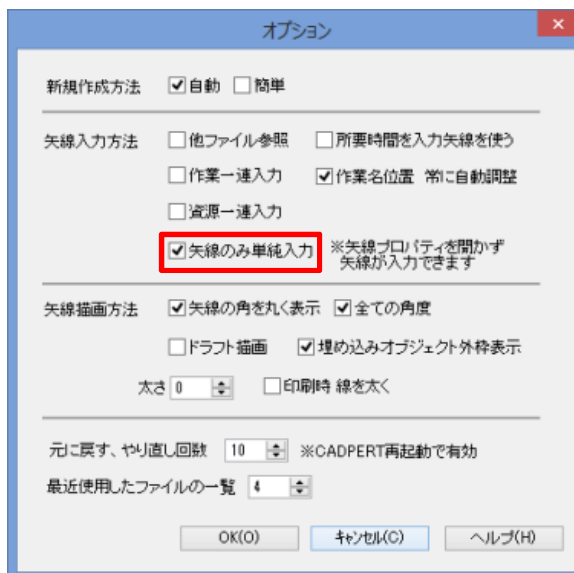 オプション
新規作成方法 自動 簡単
矢線入力方法 他ファイル参照 所要時間を入力矢線を使う
作業一連入力 作業名位置 常に自動調整
資源一連入力
矢線のみ単純入力 ※矢線プロパティを開かず
矢線が入力できます
矢線描画方法 矢線の角を丸く表示 全ての角度
ドラフト描画 埋め込みオブジェクト外枠表示
太さ 0 印刷時 線を太く
元に戻す、やり直し回数 10 ※CADPERT再起動で有効
最近使用したファイルの一覧 4
OK(O) キャンセル(C) ヘルプ(H)